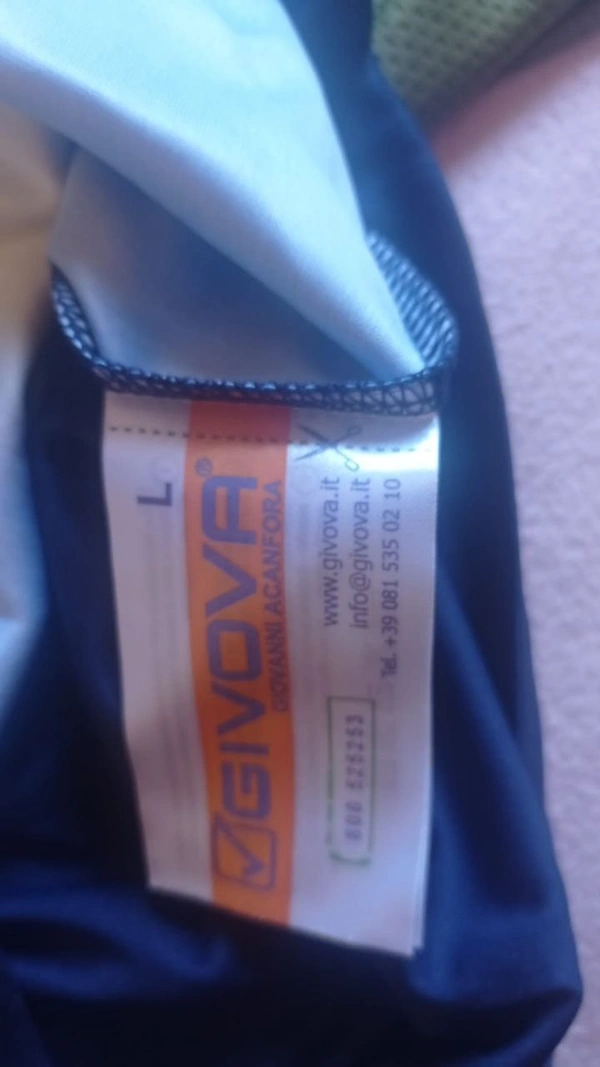 L
GIVOVA®
GIOVANNI ACANFORA
www.givova.it
info@givova.it
Tel. +39 081 535 02 10